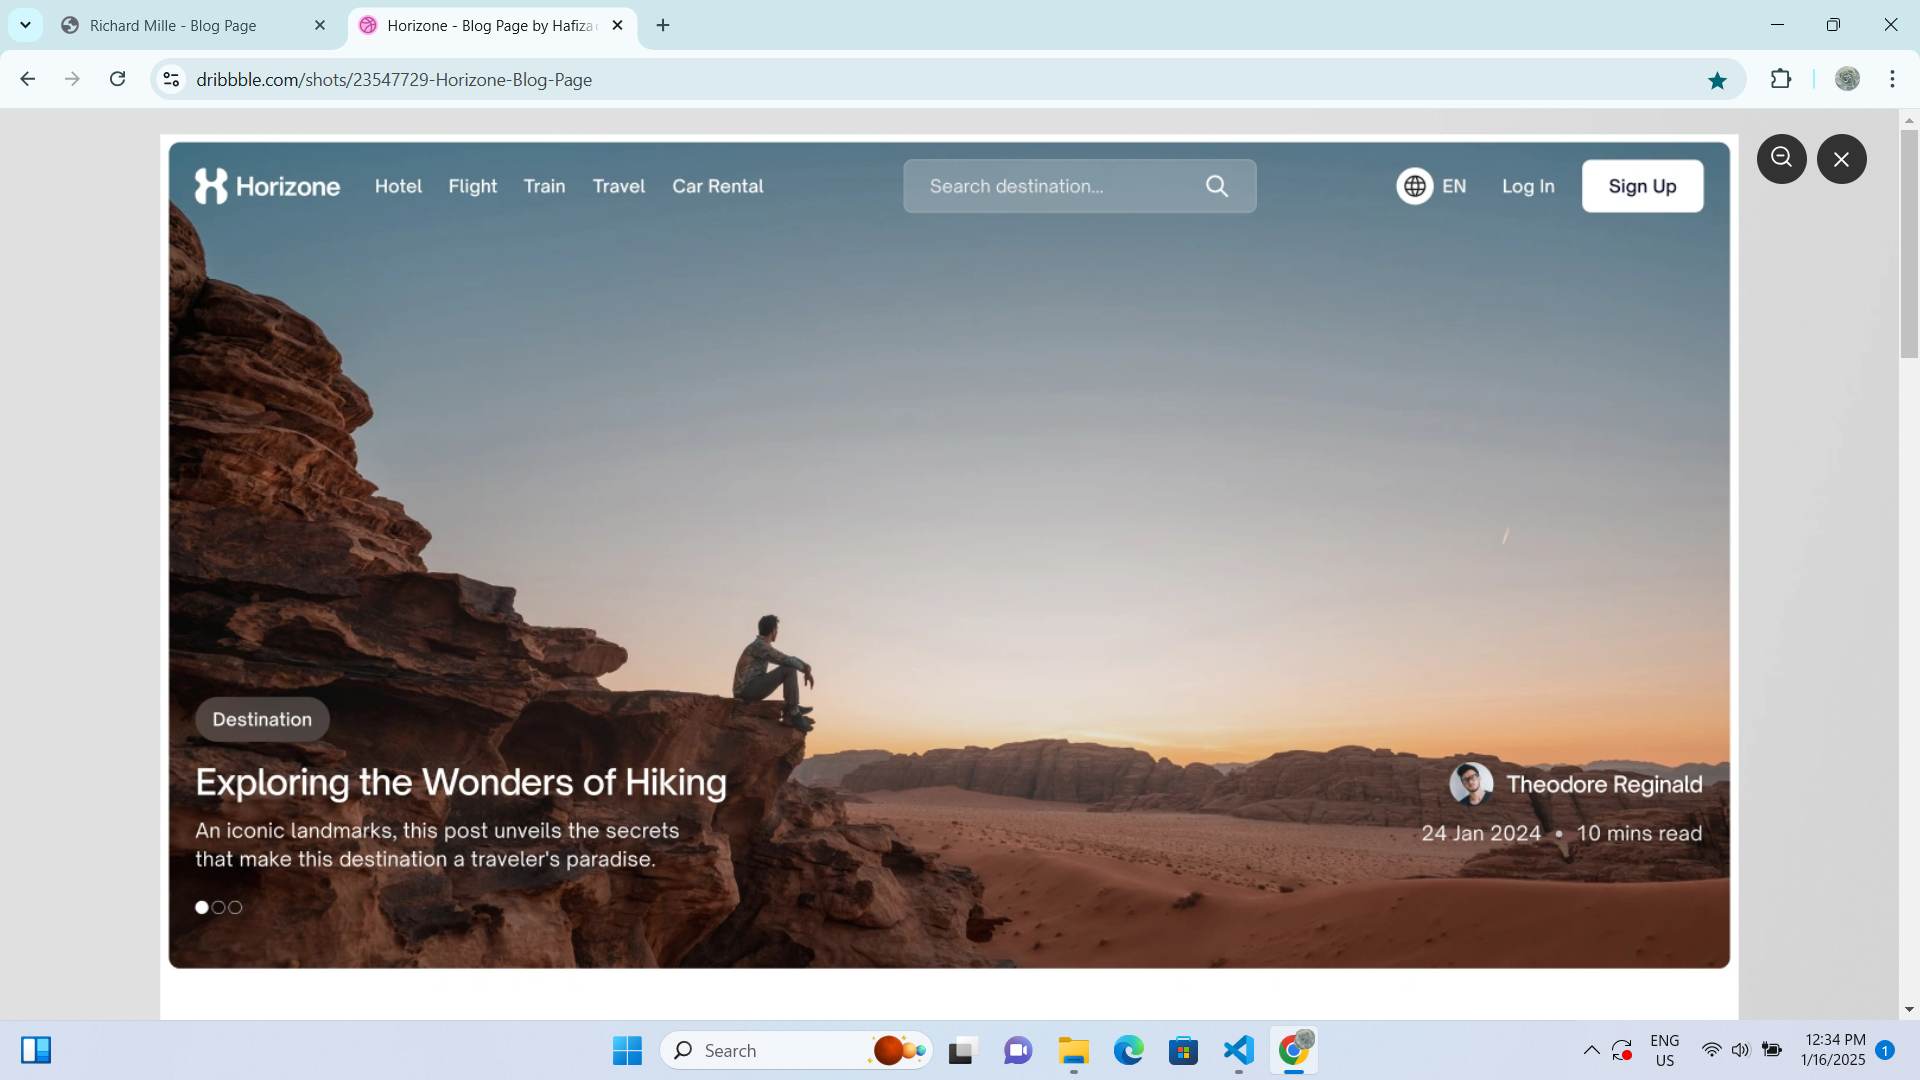 Richard Mille - Blog Page
Horizone - Blog Page by Hafiza
dribbble.com/shots/23547729-Horizone-Blog-Page
Horizone Hotel Flight Train Travel Car Rental Search destination... EN Log In Sign Up
Destination
Exploring the Wonders of Hiking
An iconic landmarks, this post unveils the secrets
that make this destination a traveler's paradise.
Theodore Reginald
24 Jan 2024 • 10 mins read
Search
ENG
US
12:34 PM
1/16/2025
1